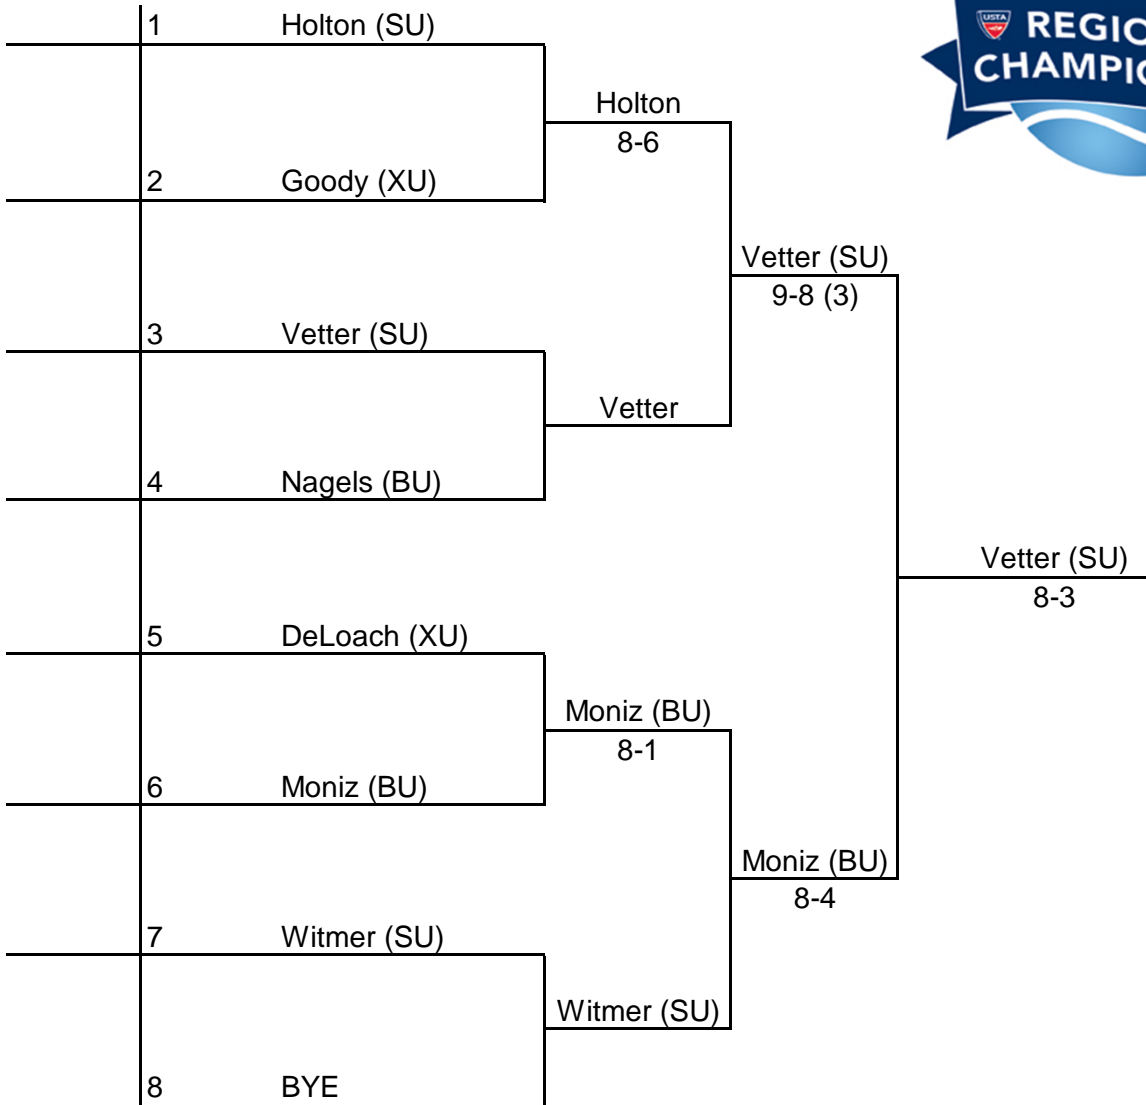 1 Holton (SU)
USTA
REGIO
CHAMPIO
Holton
8-6
2 Goody (XU)
Vetter (SU)
9-8 (3)
3 Vetter (SU)
Vetter
4 Nagels (BU)
Vetter (SU)
8-3
5 DeLoach (XU)
Moniz (BU)
8-1
6 Moniz (BU)
Moniz (BU)
8-4
7 Witmer (SU)
Witmer (SU)
8 BYE